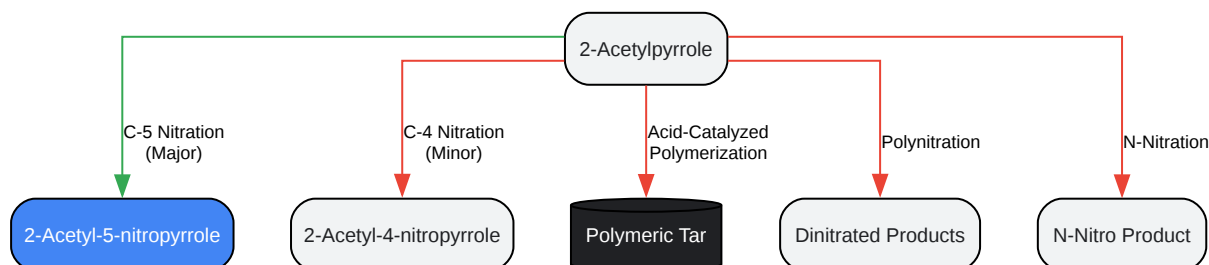 2-Acetylpyrrole
C-5 Nitration
(Major)
C-4 Nitration
(Minor)
Acid-Catalyzed
Polymerization
Polynitration
N-Nitration
2-Acetyl-5-nitropyrrole
2-Acetyl-4-nitropyrrole
Polymeric Tar
Dinitrated Products
N-Nitro Product